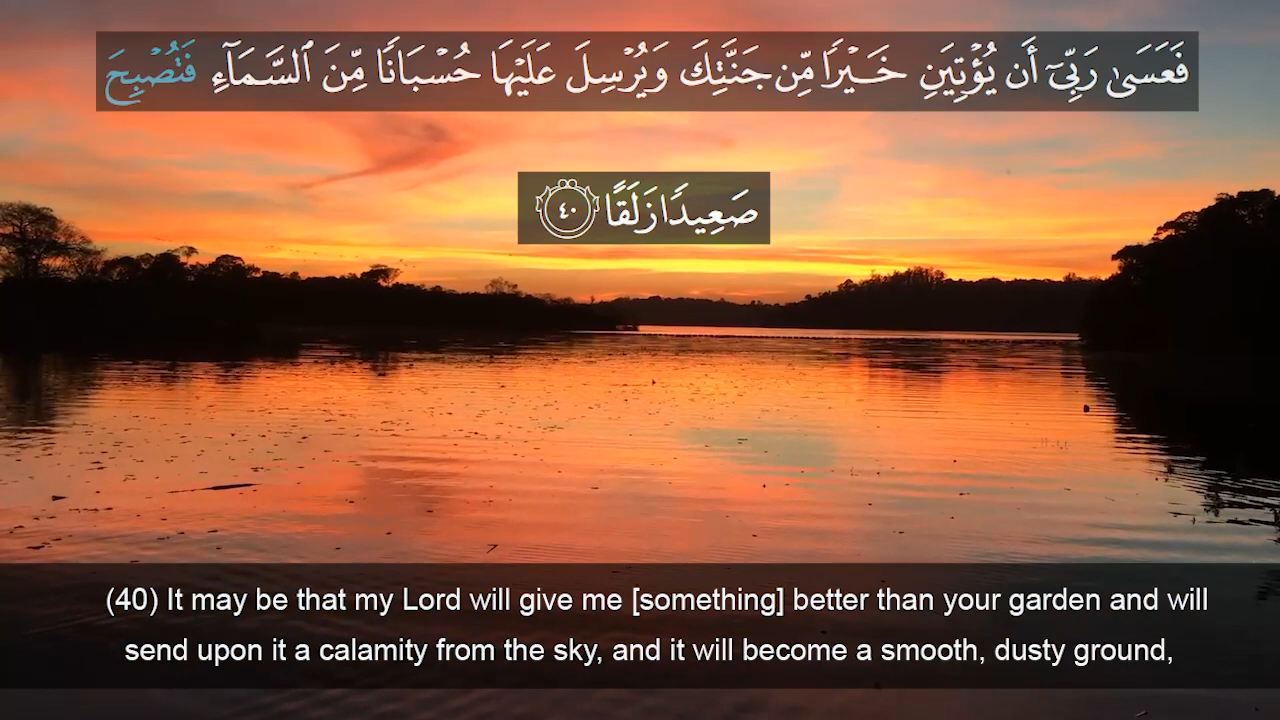 فَعَسَىٰ رَبِّىٓ أَن يُؤْتِيَنِ خَيْرًا مِّن جَنَّتِكَ وَيُرْسِلَ عَلَيْهَا حُسْبَانًا مِّنَ ٱلسَّمَآءِ فَتُصْبِحَ
صَعِيدًا زَلَقًا ٤٠
(40) It may be that my Lord will give me [something] better than your garden and will
send upon it a calamity from the sky, and it will become a smooth, dusty ground,